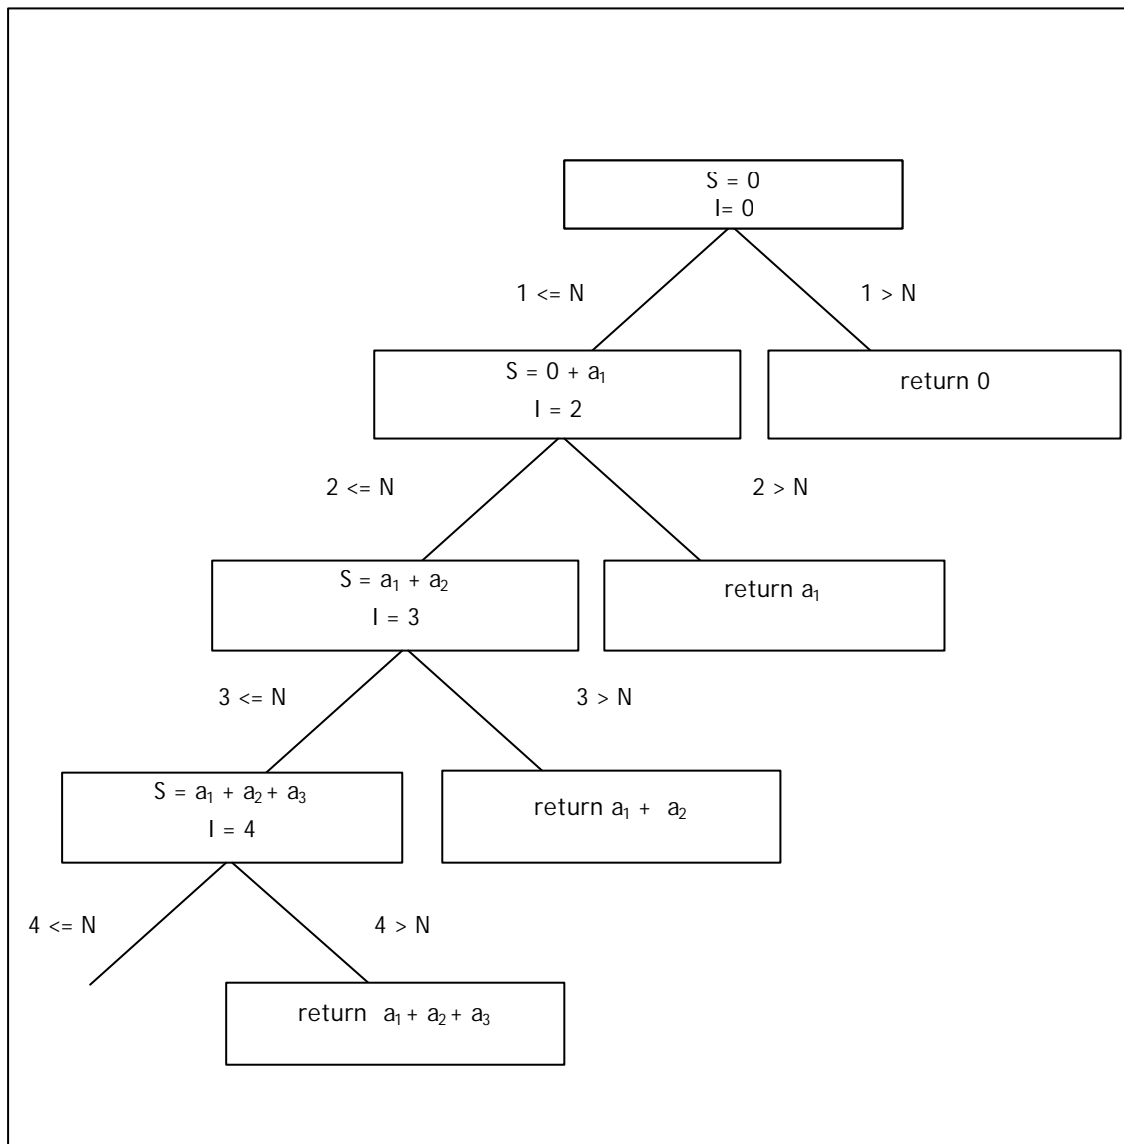 S = 0
I= 0
1 <= N
1 > N
S = 0 + a₁
I = 2
return 0
2 <= N
2 > N
S = a₁ + a₂
I = 3
return a₁
3 <= N
3 > N
S = a₁ + a₂ + a₃
I = 4
return a₁ + a₂
4 <= N
4 > N
return a₁ + a₂ + a₃